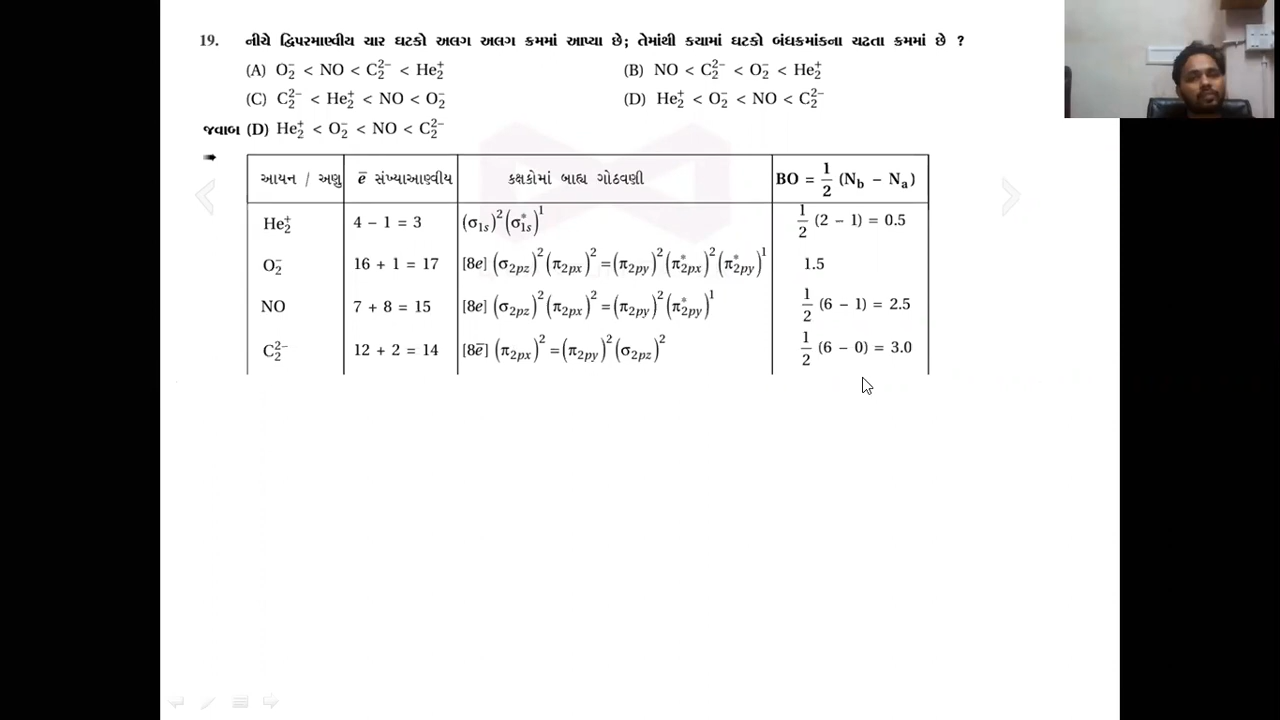 19. નીચે દ્વિપરમાણ્વીય ચાર ઘટકો અલગ અલગ ક્રમમાં આપ્યા છે; તેમાંથી કયામાં ઘટકો બંધક્રમાંકના ચઢતા ક્રમમાં છે ?
(A) O₂⁻ < NO < C₂²⁻ < He₂⁺ (B) NO < C₂²⁻ < O₂⁻ < He₂⁺
(C) C₂²⁻ < He₂⁺ < NO < O₂⁻ (D) He₂⁺ < O₂⁻ < NO < C₂²⁻
જવાબ (D) He₂⁺ < O₂⁻ < NO < C₂²⁻
આયન / અણુ e̅ સંખ્યાઆણ્વીય કક્ષકોમાં બાહ્ય ગોઠવણી BO = 1/2 (N_b − N_a)
He₂⁺ 4 − 1 = 3 (σ1s)² (σ*1s)¹ 1/2 (2 − 1) = 0.5
O₂⁻ 16 + 1 = 17 [8e] (σ2pz)² (π2px)² = (π2py)² (π*2px)² (π*2py)¹ 1.5
NO 7 + 8 = 15 [8e] (σ2pz)² (π2px)² = (π2py)² (π*2py)¹ 1/2 (6 − 1) = 2.5
C₂²⁻ 12 + 2 = 14 [8e̅] (π2px)² = (π2py)² (σ2pz)² 1/2 (6 − 0) = 3.0